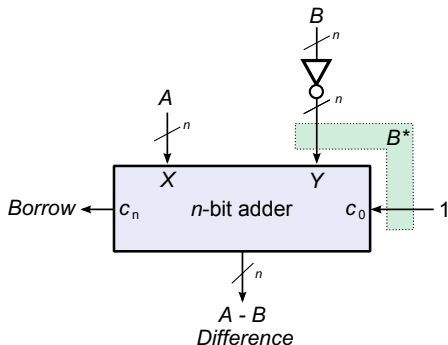 B
n
n
A
n
B*
X
Y
Borrow
cn
n-bit adder
c0
1
n
A - B
Difference